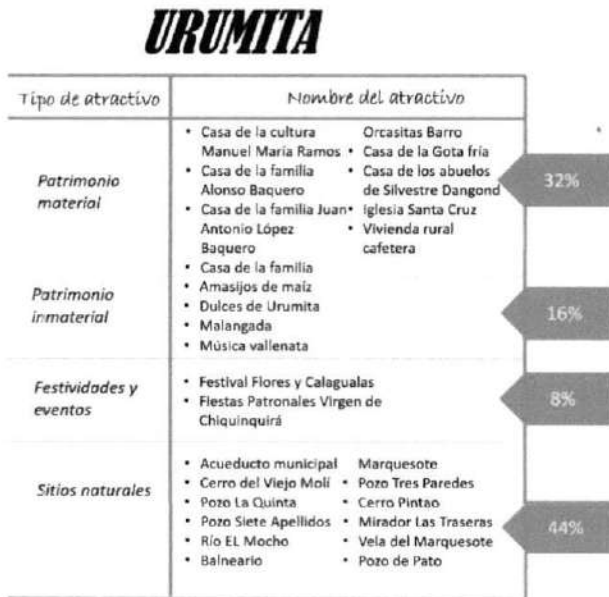 URUMITA
Tipo de atractivo
Nombre del atractivo
Patrimonio
material
• Casa de la cultura
Manuel María Ramos
• Casa de la familia
Alonso Baquero
• Casa de la familia Juan
Antonio López
Baquero
• Casa de la familia
Orcasitas Barro
• Casa de la Gota fría
• Casa de los abuelos
de Silvestre Dangond
• Iglesia Santa Cruz
• Vivienda rural
cafetera
32%
Patrimonio
inmaterial
• Amasijos de maíz
• Dulces de Urumita
• Malangada
• Música vallenata
16%
Festividades y
eventos
• Festival Flores y Calagualas
• Fiestas Patronales Virgen de
Chiquinquirá
8%
Sitios naturales
• Acueducto municipal
• Cerro del Viejo Molí
• Pozo La Quinta
• Pozo Siete Apellidos
• Río EL Mocho
• Balneario
Marquesote
• Pozo Tres Paredes
• Cerro Pintao
• Mirador Las Traseras
• Vela del Marquesote
• Pozo de Pato
44%